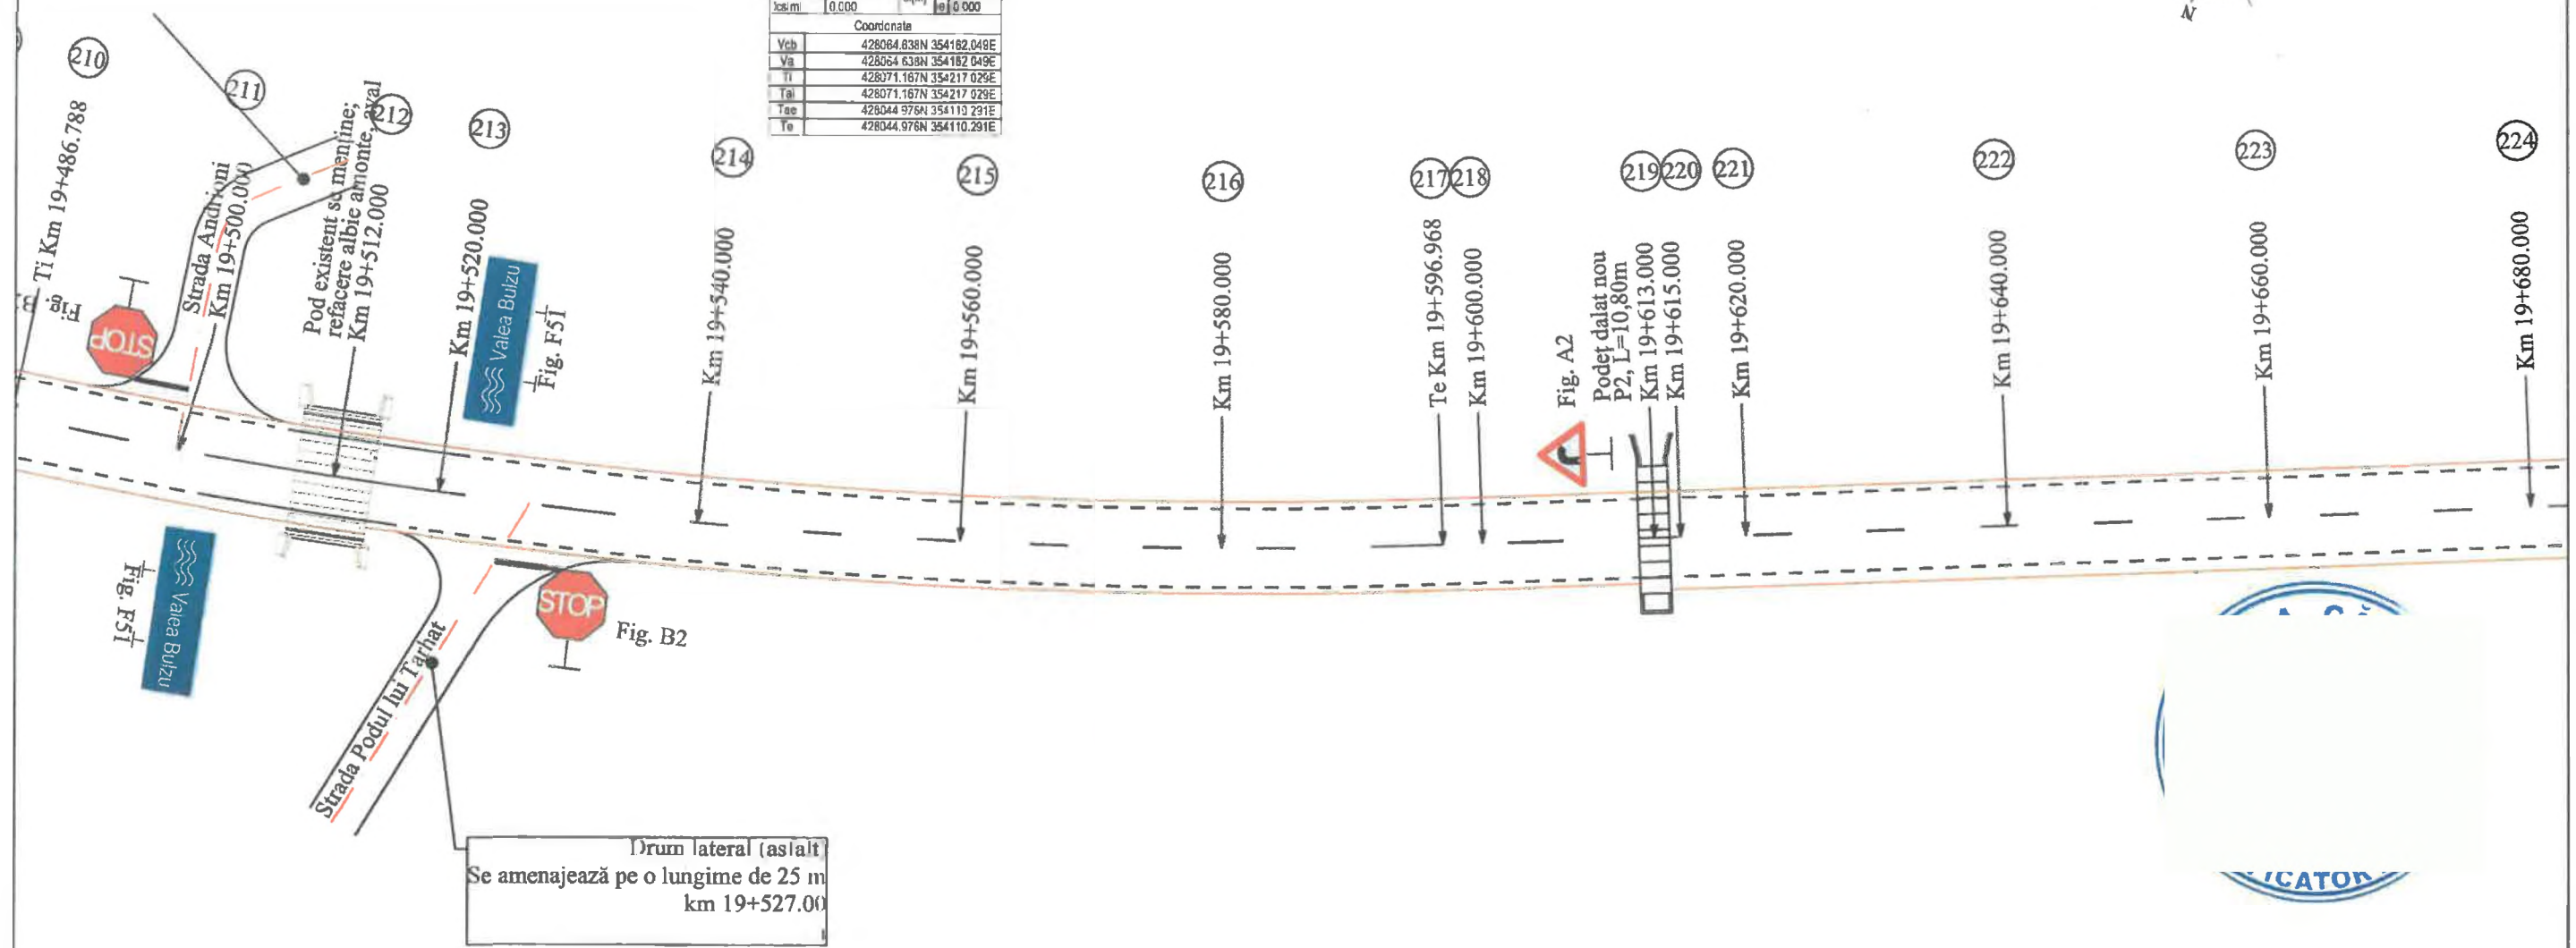 0.000
0.000
Coordonate
Vcb 428064.638N 354182.049E
Va 428064.638N 354182.049E
Ti 428071.167N 354217.029E
Tai 428071.167N 354217.029E
Tae 428044.976N 354110.291E
Te 428044.976N 354110.291E
N
210
211
212
213
214
215
216
217
218
219
220
221
222
223
224
Ti Km 19+486.788
Strada Andrioni
Km 19+500.000
Pod existent se menține;
refacere albie amonte, aval
Km 19+512.000
Km 19+520.000
Valea Bulzu
Fig. F51
Km 19+540.000
Km 19+560.000
Km 19+580.000
Te Km 19+596.968
Km 19+600.000
Fig. A2
Podeț dalat nou
P2, L=10,80m
Km 19+613.000
Km 19+615.000
Km 19+620.000
Km 19+640.000
Km 19+660.000
Km 19+680.000
Fig. B2
STOP
Valea Bulzu
Fig. F51
STOP
Fig. B2
Strada Podul lui Tarhat
Drum lateral (asfalt
Se amenajează pe o lungime de 25 m
km 19+527.00
ICATOR